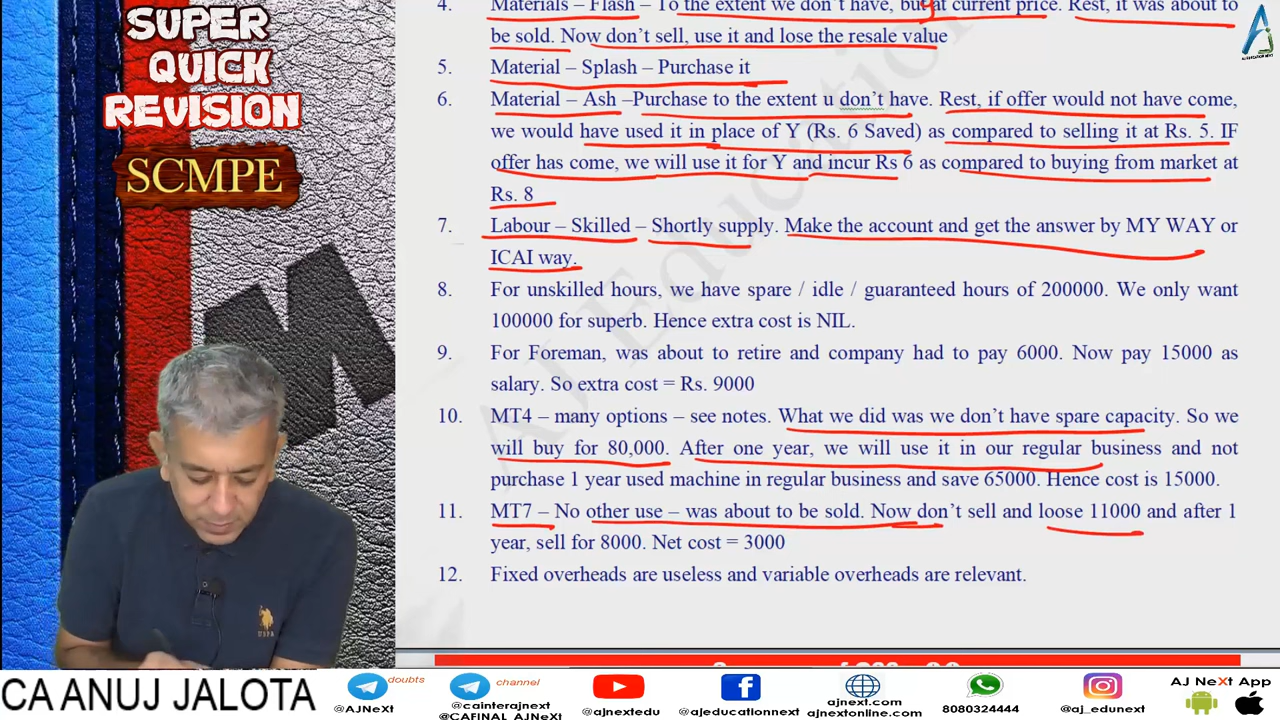 SUPER
QUICK
REVISION
SCMPE
4. Materials – Flash – To the extent we don't have, buy at current price. Rest, it was about to
be sold. Now don't sell, use it and lose the resale value
5. Material – Splash – Purchase it
6. Material – Ash –Purchase to the extent u don't have. Rest, if offer would not have come,
we would have used it in place of Y (Rs. 6 Saved) as compared to selling it at Rs. 5. IF
offer has come, we will use it for Y and incur Rs 6 as compared to buying from market at
Rs. 8
7. Labour – Skilled – Shortly supply. Make the account and get the answer by MY WAY or
ICAI way.
8. For unskilled hours, we have spare / idle / guaranteed hours of 200000. We only want
100000 for superb. Hence extra cost is NIL.
9. For Foreman, was about to retire and company had to pay 6000. Now pay 15000 as
salary. So extra cost = Rs. 9000
10. MT4 – many options – see notes. What we did was we don't have spare capacity. So we
will buy for 80,000. After one year, we will use it in our regular business and not
purchase 1 year used machine in regular business and save 65000. Hence cost is 15000.
11. MT7 – No other use – was about to be sold. Now don't sell and loose 11000 and after 1
year, sell for 8000. Net cost = 3000
12. Fixed overheads are useless and variable overheads are relevant.
AJ Education
CA ANUJ JALOTA
doubts
@AJNeXt
channel
@cainterajnext
@CAFINAL_AJNeXt
@ajnextedu
@ajeducationnext
ajnext.com
ajnextonline.com
8080324444
@aj_edunext
AJ NeXt App